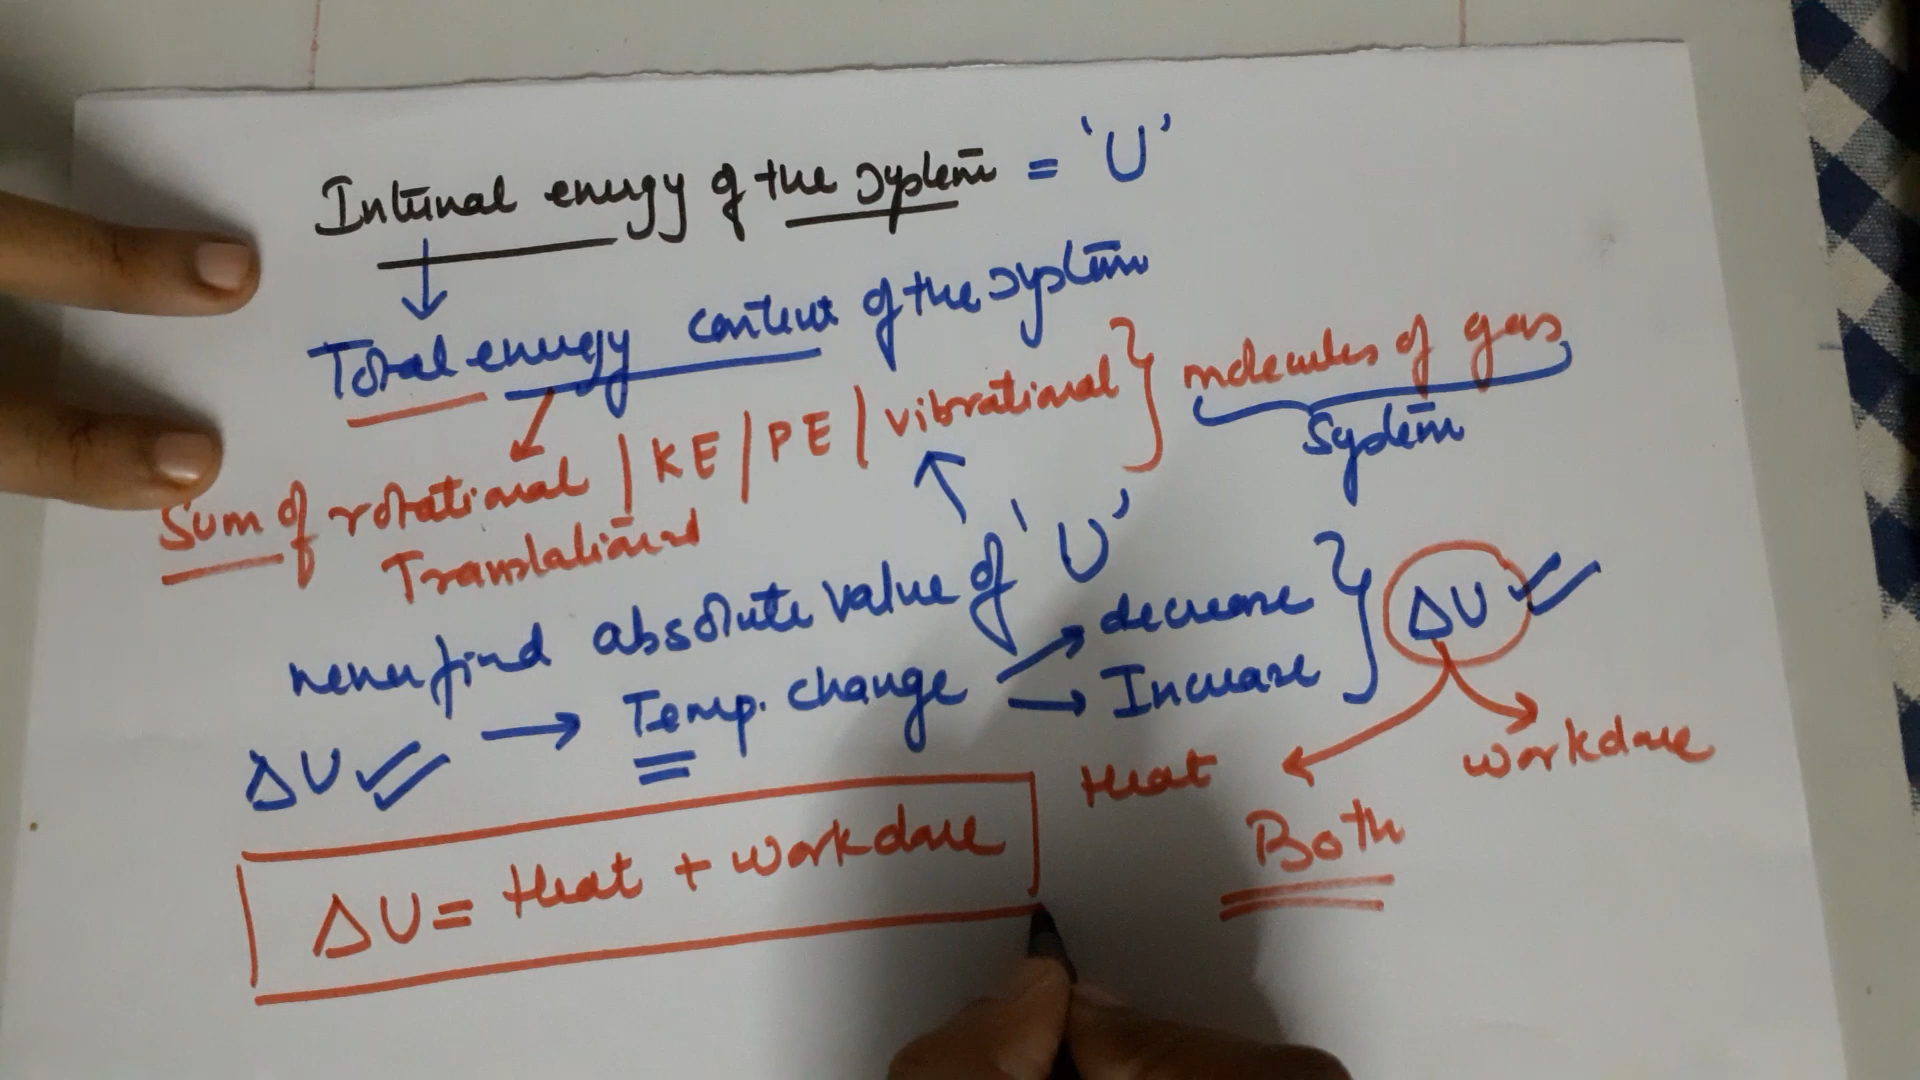 Internal energy of the system = 'U'
Total energy content of the system
Sum of rotational / KE / PE / vibrational } molecules of gas
Translational
System
never find absolute value of 'U'
ΔU → Temp. change → decrease } ΔU
→ Increase
Heat
workdone
Both
ΔU = Heat + workdone